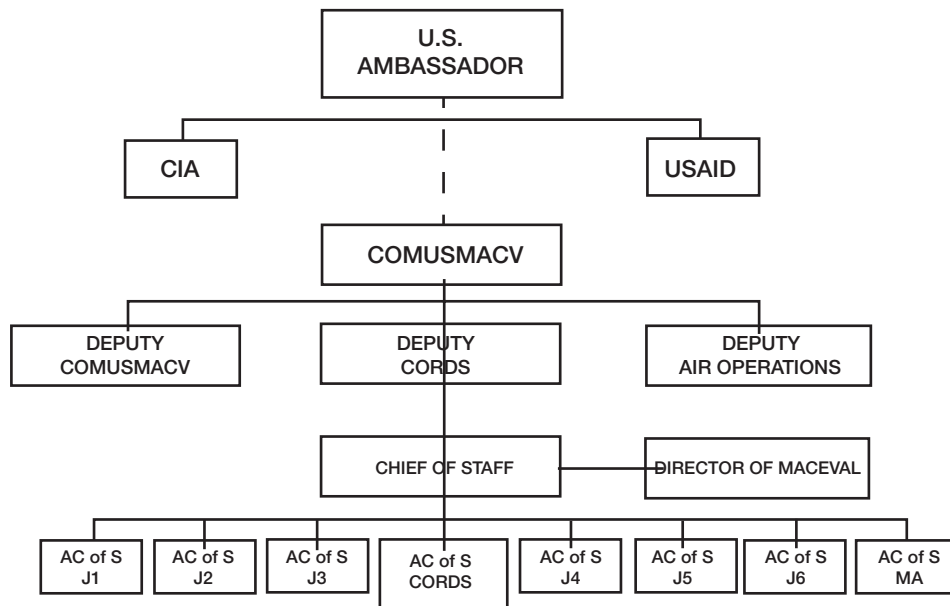 U.S.
AMBASSADOR
CIA
USAID
COMUSMACV
DEPUTY
COMUSMACV
DEPUTY
CORDS
DEPUTY
AIR OPERATIONS
CHIEF OF STAFF
DIRECTOR OF MACEVAL
AC of S
J1
AC of S
J2
AC of S
J3
AC of S
CORDS
AC of S
J4
AC of S
J5
AC of S
J6
AC of S
MA